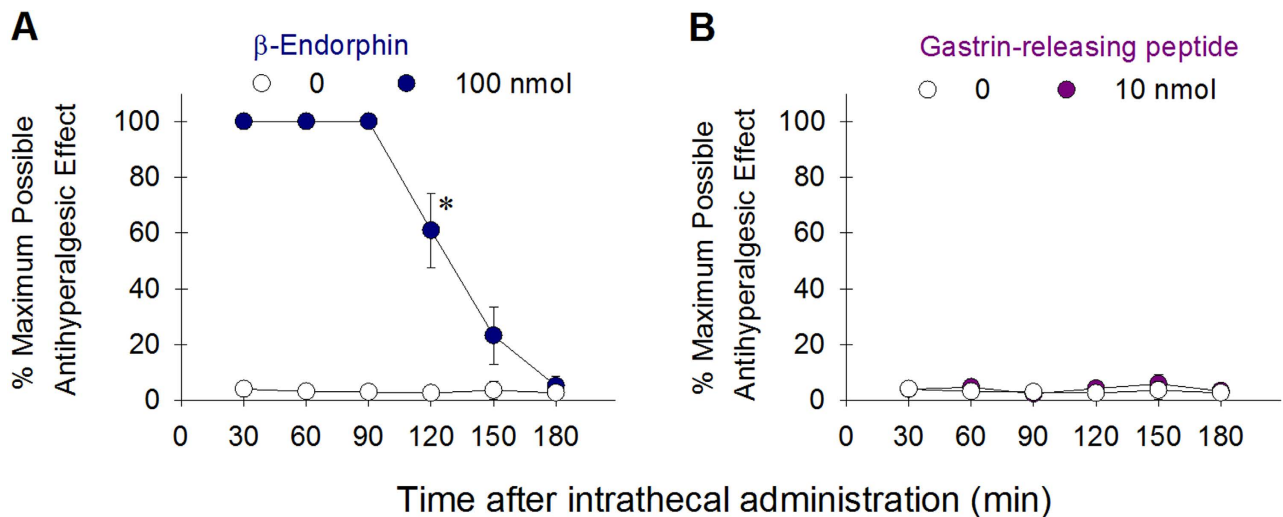 A
β-Endorphin
0 100 nmol
% Maximum Possible
Antihyperalgesic Effect
100
80
60
40
20
0
*
0 30 60 90 120 150 180
B
Gastrin-releasing peptide
0 10 nmol
% Maximum Possible
Antihyperalgesic Effect
100
80
60
40
20
0
0 30 60 90 120 150 180
Time after intrathecal administration (min)